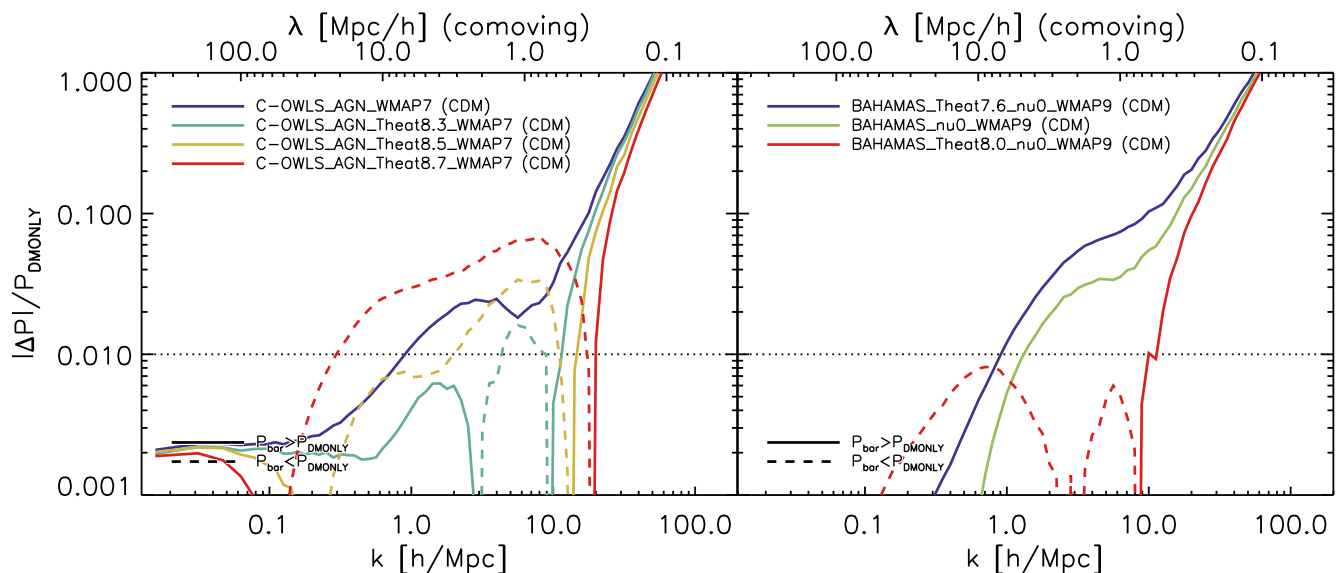 λ [Mpc/h] (comoving)
100.0 10.0 1.0 0.1
1.000
0.100
0.010
0.001
|ΔP|/P_DMONLY
C-OWLS_AGN_WMAP7 (CDM)
C-OWLS_AGN_Theat8.3_WMAP7 (CDM)
C-OWLS_AGN_Theat8.5_WMAP7 (CDM)
C-OWLS_AGN_Theat8.7_WMAP7 (CDM)
P_bar>P_DMONLY
P_bar<P_DMONLY
0.1 1.0 10.0 100.0
k [h/Mpc]
λ [Mpc/h] (comoving)
100.0 10.0 1.0 0.1
BAHAMAS_Theat7.6_nu0_WMAP9 (CDM)
BAHAMAS_nu0_WMAP9 (CDM)
BAHAMAS_Theat8.0_nu0_WMAP9 (CDM)
P_bar>P_DMONLY
P_bar<P_DMONLY
0.1 1.0 10.0 100.0
k [h/Mpc]